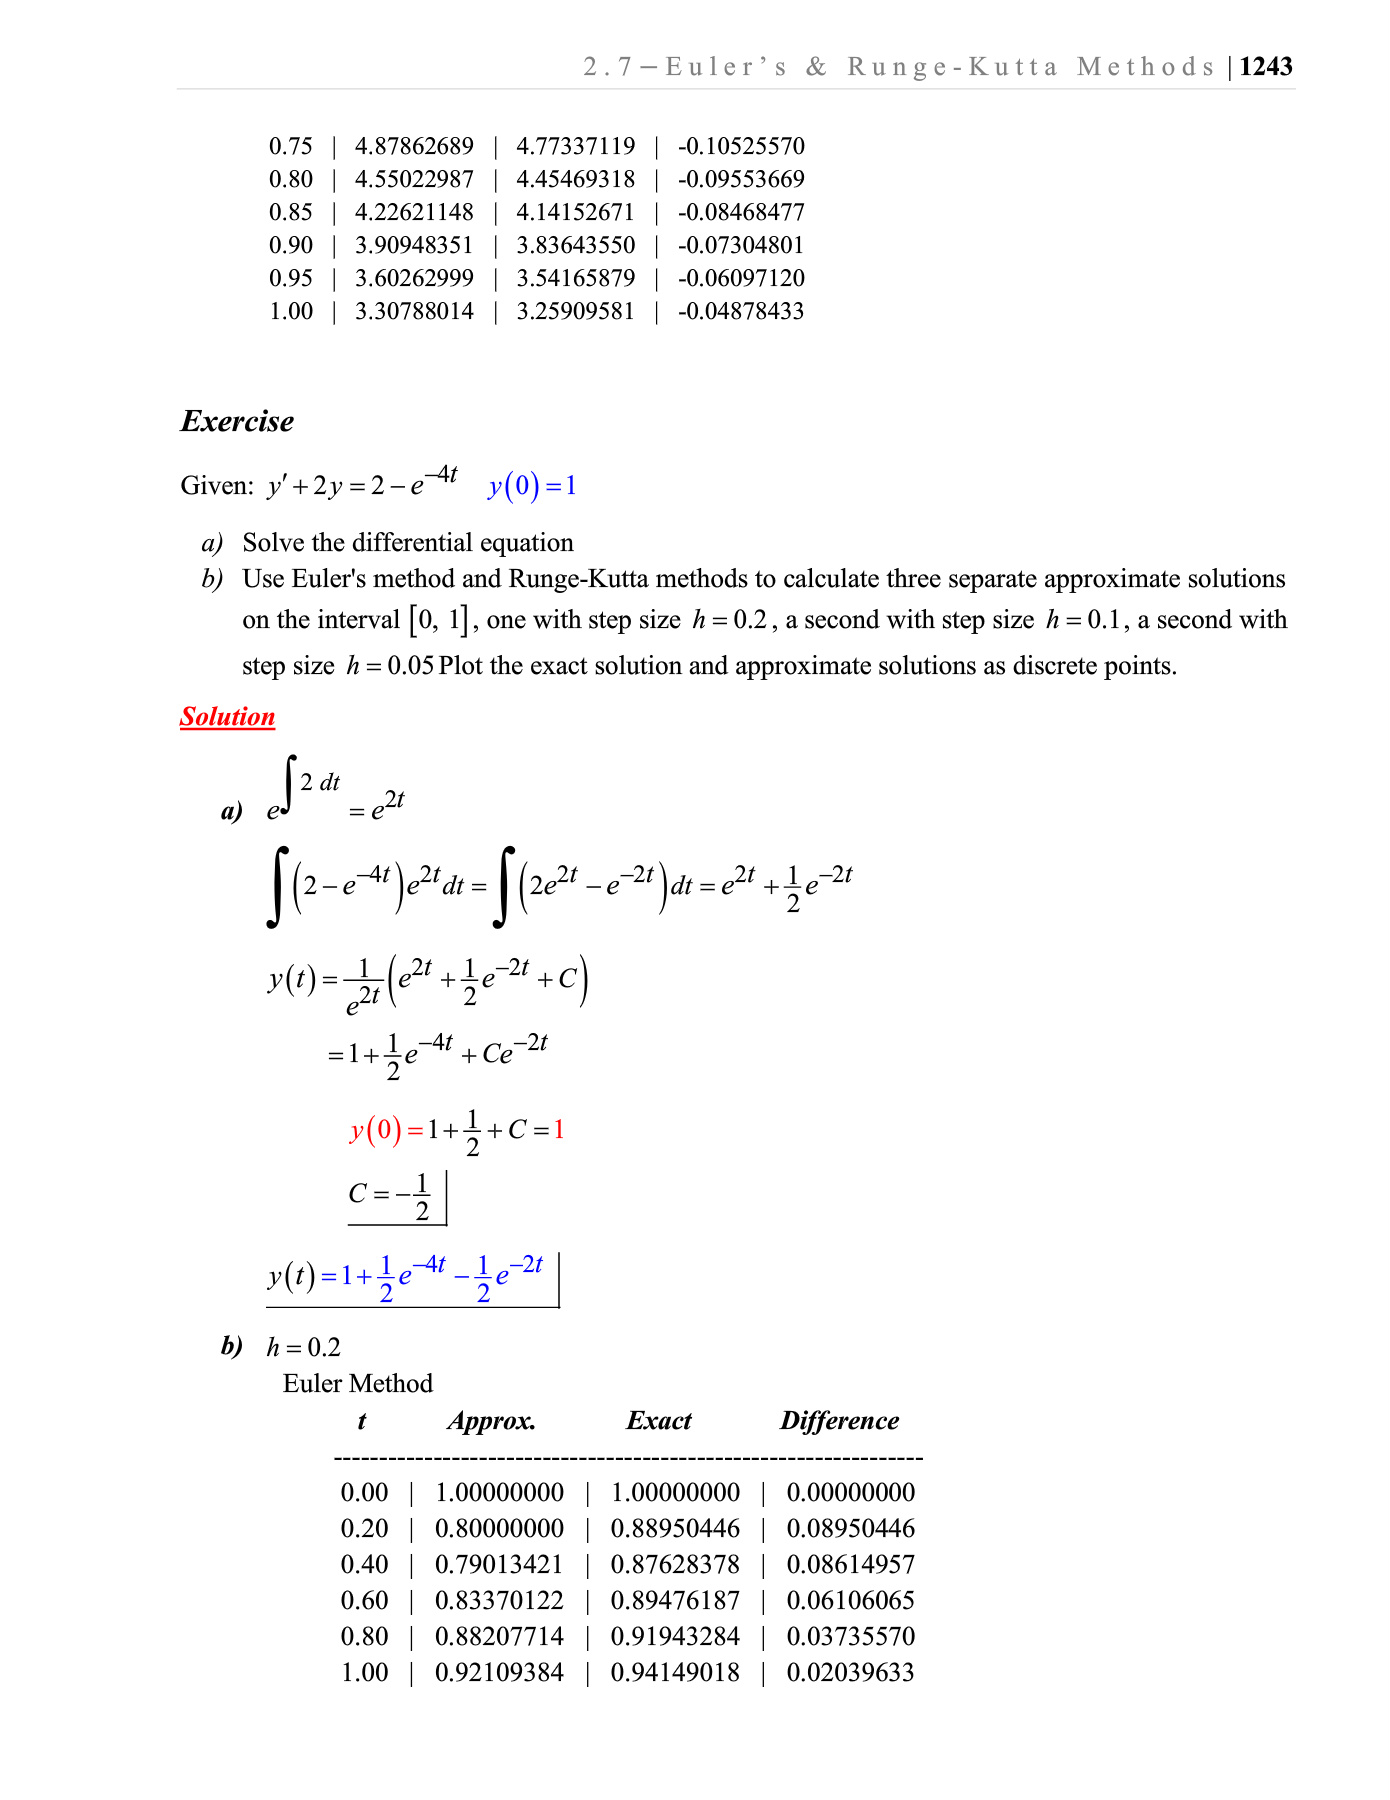 2.7 – Euler’s & Runge-Kutta Methods | 1243
0.75 | 4.87862689 | 4.77337119 | -0.10525570
0.80 | 4.55022987 | 4.45469318 | -0.09553669
0.85 | 4.22621148 | 4.14152671 | -0.08468477
0.90 | 3.90948351 | 3.83643550 | -0.07304801
0.95 | 3.60262999 | 3.54165879 | -0.06097120
1.00 | 3.30788014 | 3.25909581 | -0.04878433
Exercise
Given: y′ + 2y = 2 − e^{−4t} y(0) = 1
a) Solve the differential equation
b) Use Euler's method and Runge-Kutta methods to calculate three separate approximate solutions
on the interval [0, 1], one with step size h = 0.2, a second with step size h = 0.1, a second with
step size h = 0.05 Plot the exact solution and approximate solutions as discrete points.
Solution
a) e^{∫ 2 dt} = e^{2t}
∫(2 − e^{−4t})e^{2t} dt = ∫(2e^{2t} − e^{−2t})dt = e^{2t} + \frac{1}{2}e^{−2t}
y(t) = \frac{1}{e^{2t}}(e^{2t} + \frac{1}{2}e^{−2t} + C)
= 1 + \frac{1}{2}e^{−4t} + Ce^{−2t}
y(0) = 1 + \frac{1}{2} + C = 1
C = −\frac{1}{2}
y(t) = 1 + \frac{1}{2}e^{−4t} − \frac{1}{2}e^{−2t}
b) h = 0.2
Euler Method
t Approx. Exact Difference
-----------------------------------------------------------------
0.00 | 1.00000000 | 1.00000000 | 0.00000000
0.20 | 0.80000000 | 0.88950446 | 0.08950446
0.40 | 0.79013421 | 0.87628378 | 0.08614957
0.60 | 0.83370122 | 0.89476187 | 0.06106065
0.80 | 0.88207714 | 0.91943284 | 0.03735570
1.00 | 0.92109384 | 0.94149018 | 0.02039633